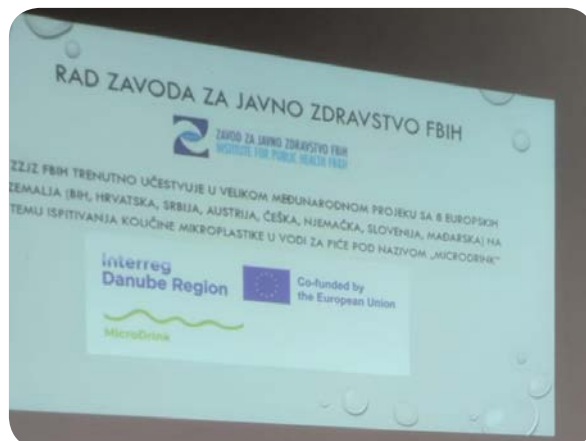 RAD ZAVODA ZA JAVNO ZDRAVSTVO FBIH
ZAVOD ZA JAVNO ZDRAVSTVO FBIH
INSTITUTE FOR PUBLIC HEALTH FB&H
ZZJZ FBIH TRENUTNO UČESTVUJE U VELIKOM MEĐUNARODNOM PROJEKU SA 8 EUROPSKIH
ZEMALJA (BIH, HRVATSKA, SRBIJA, AUSTRIJA, ČEŠKA, NJEMAČKA, SLOVENIJA, MAĐARSKA) NA
TEMU ISPITIVANJA KOLIČINE MIKROPLASTIKE U VODI ZA PIĆE POD NAZIVOM „MICRODRINK“
Interreg
Danube Region
Co-funded by
the European Union
MicroDrink